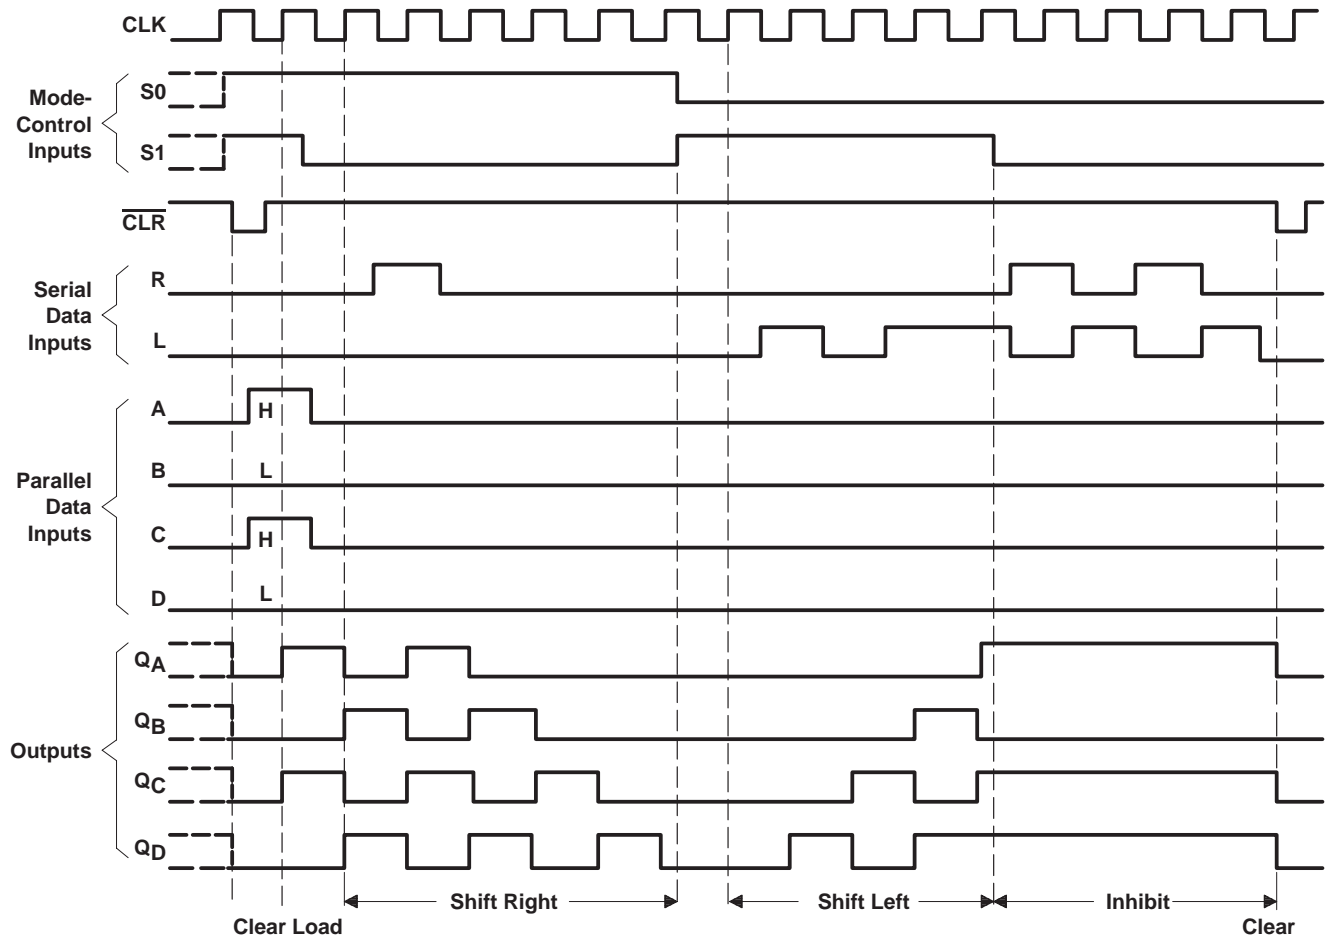 CLK
Mode-
Control
Inputs
S0
S1
CLR
Serial
Data
Inputs
R
L
Parallel
Data
Inputs
A
H
B
L
C
H
D
L
Outputs
QA
QB
QC
QD
Shift Right
Shift Left
Inhibit
Clear Load
Clear